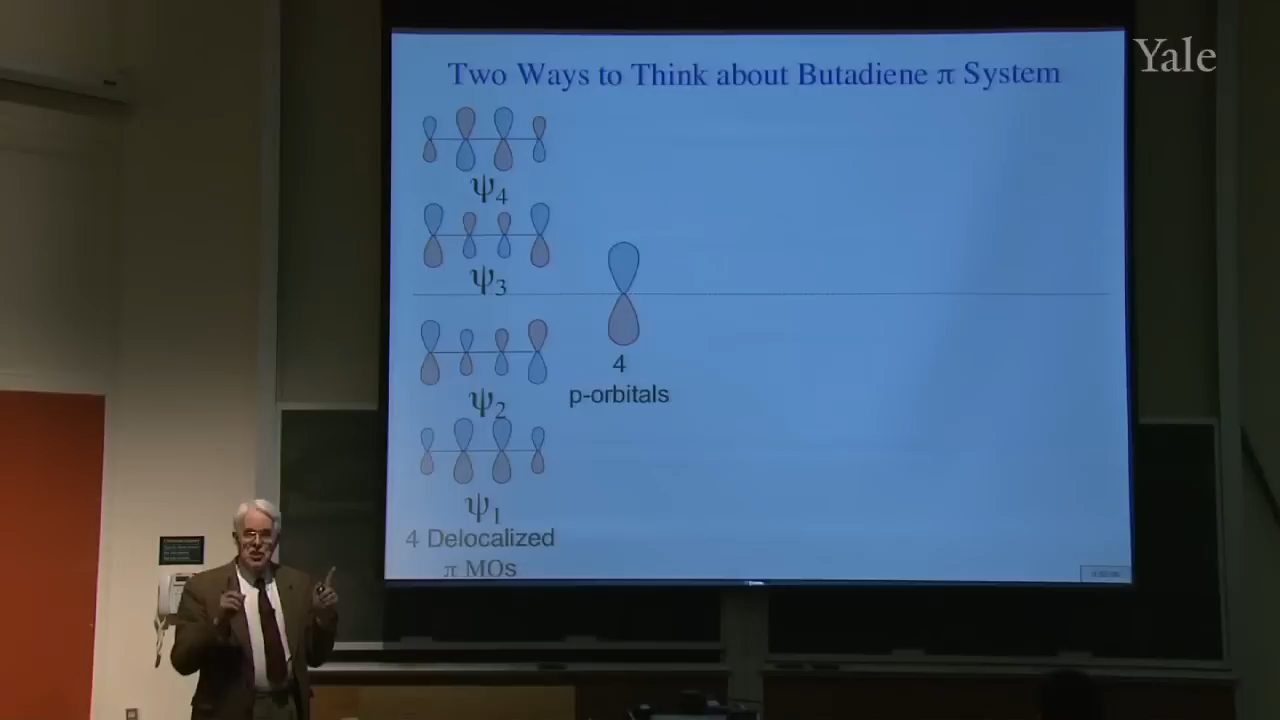 Yale
Two Ways to Think about Butadiene π System
ψ4
ψ3
4
p-orbitals
ψ2
ψ1
4 Delocalized
π MOs